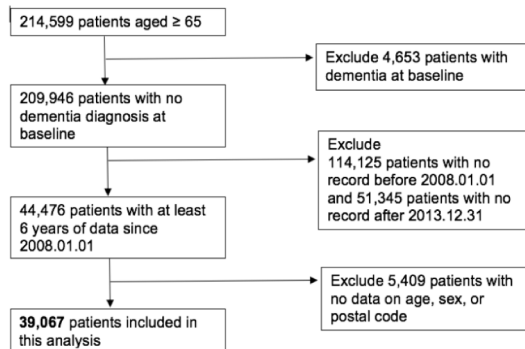 214,599 patients aged ≥ 65
Exclude 4,653 patients with
dementia at baseline
209,946 patients with no
dementia diagnosis at
baseline
Exclude
114,125 patients with no
record before 2008.01.01
and 51,345 patients with no
record after 2013.12.31
44,476 patients with at least
6 years of data since
2008.01.01
Exclude 5,409 patients with
no data on age, sex, or
postal code
39,067 patients included in
this analysis